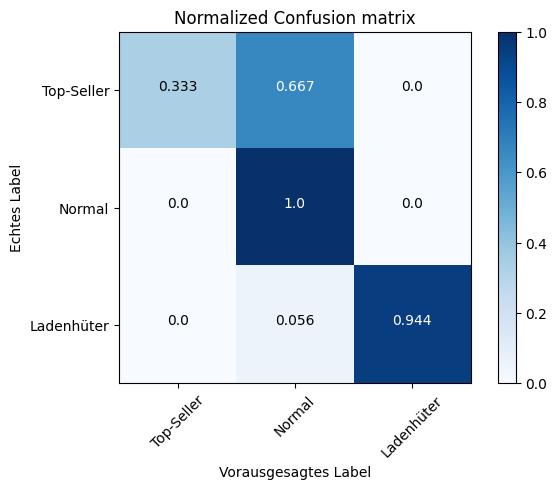 Normalized Confusion matrix
Echtes Label
Top-Seller
Normal
Ladenhüter
0.333 0.667 0.0
0.0 1.0 0.0
0.0 0.056 0.944
Top-Seller
Normal
Ladenhüter
Vorausgesagtes Label
1.0
0.8
0.6
0.4
0.2
0.0